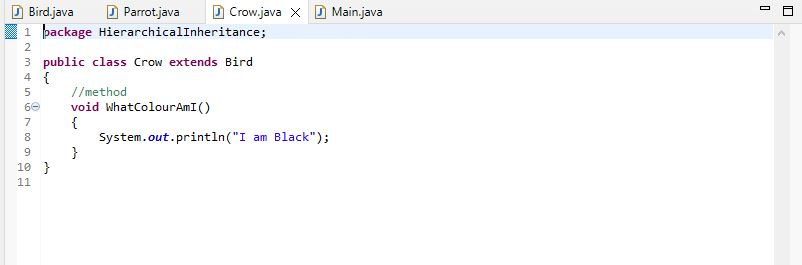 Bird.java Parrot.java Crow.java Main.java
1 package HierarchicalInheritance;
2
3 public class Crow extends Bird
4 {
5 //method
6 void WhatColourAmI()
7 {
8 System.out.println("I am Black");
9 }
10 }
11